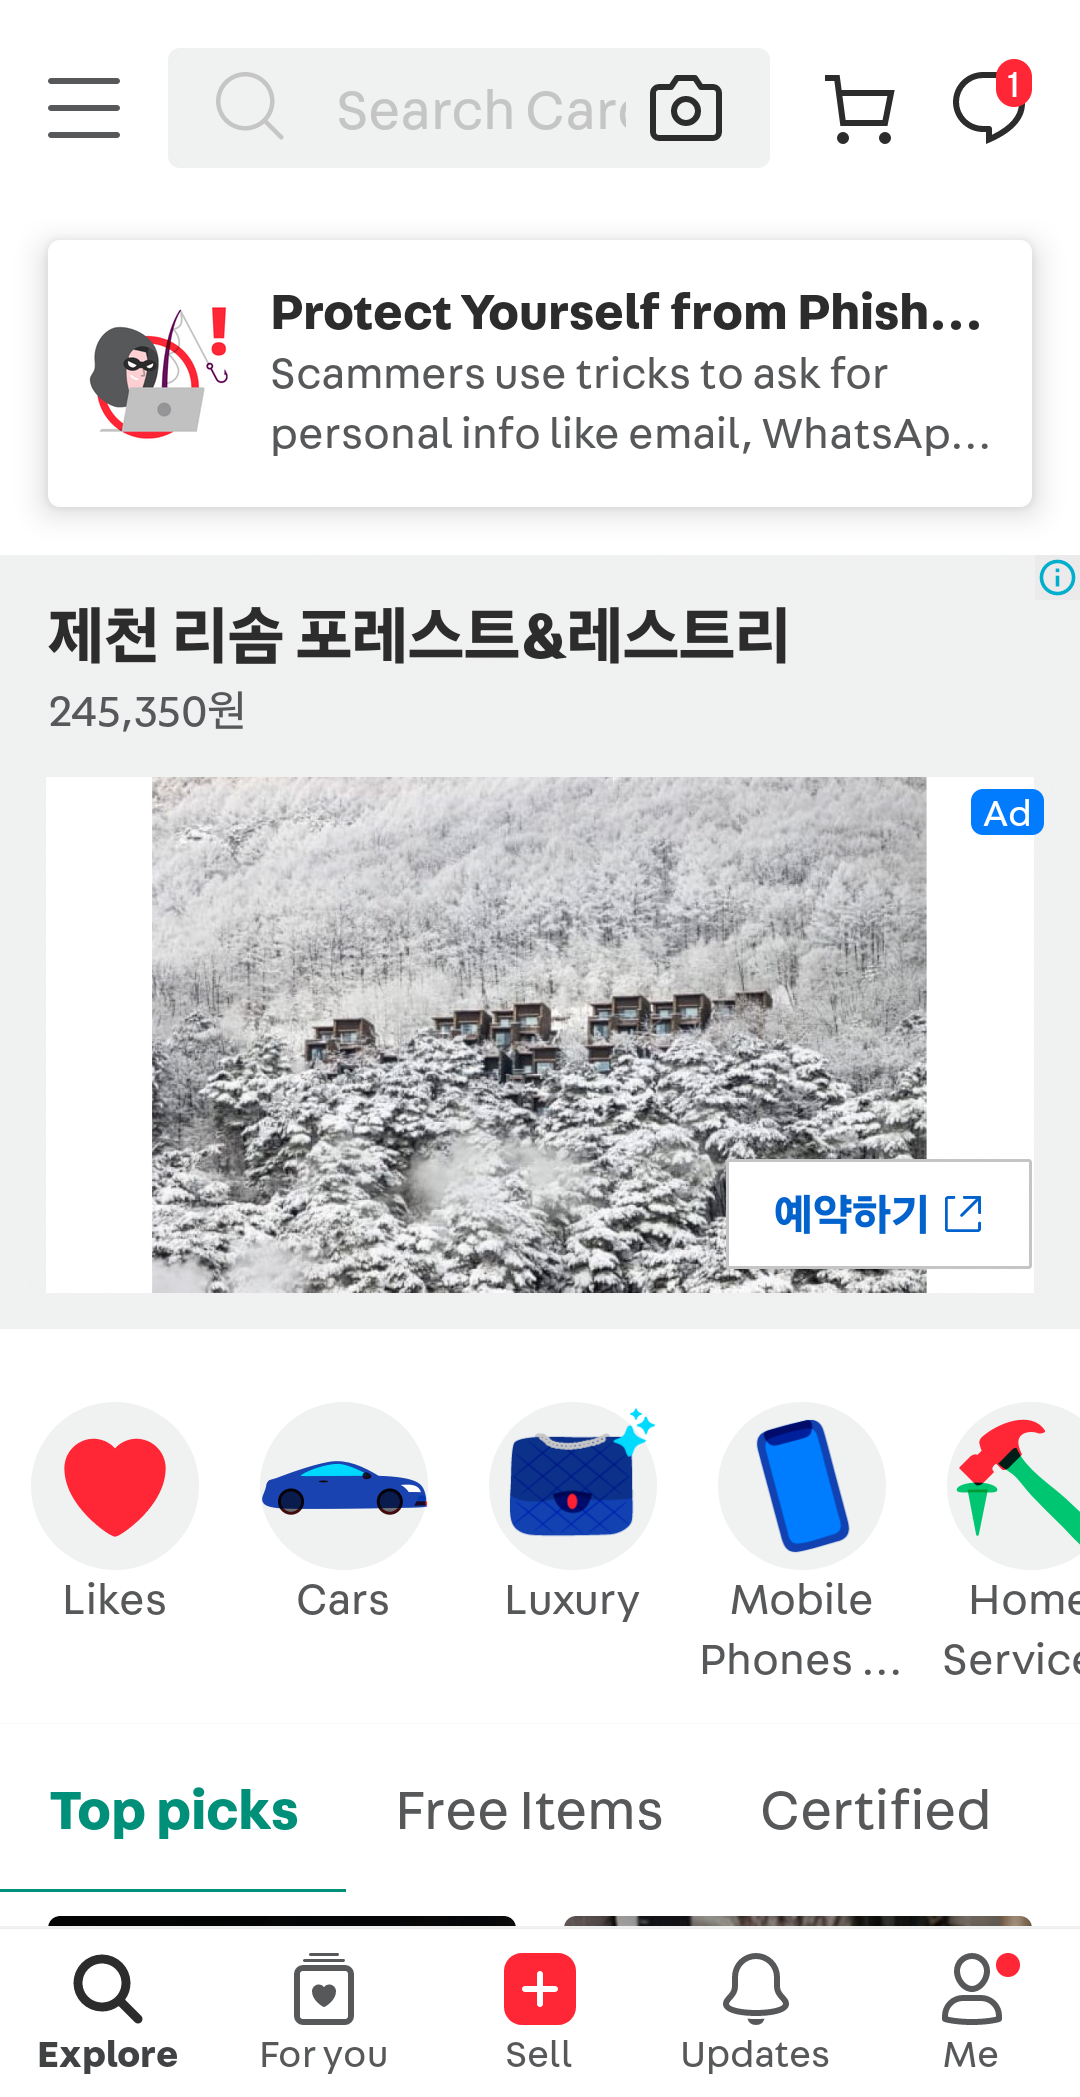 Search Car
1
Protect Yourself from Phish...
Scammers use tricks to ask for
personal info like email, WhatsAp...
제천 리솜 포레스트&레스트리
245,350원
Ad
예약하기
Likes
Cars
Luxury
Mobile
Phones ...
Home
Service
Top picks
Free Items
Certified
Explore
For you
Sell
Updates
Me